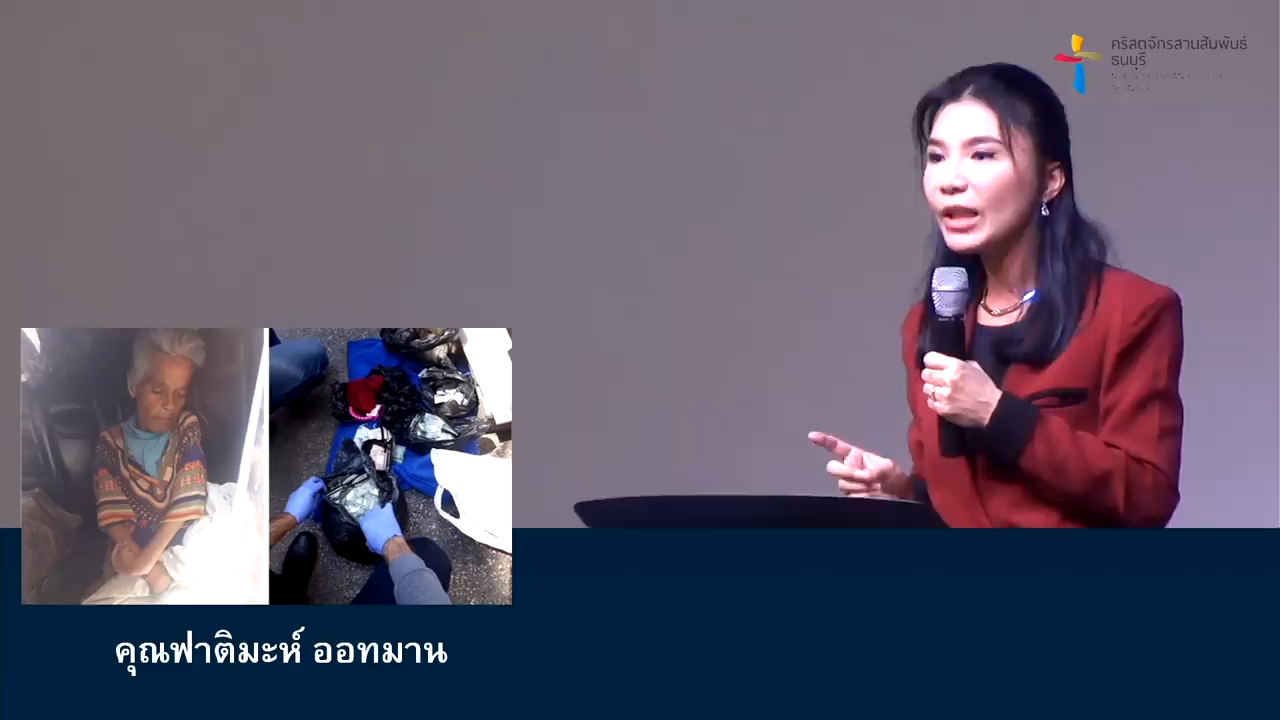 คริสตจักรสานสัมพันธ์
ธนบุรี
คุณฟาติมะห์ ออทมาน